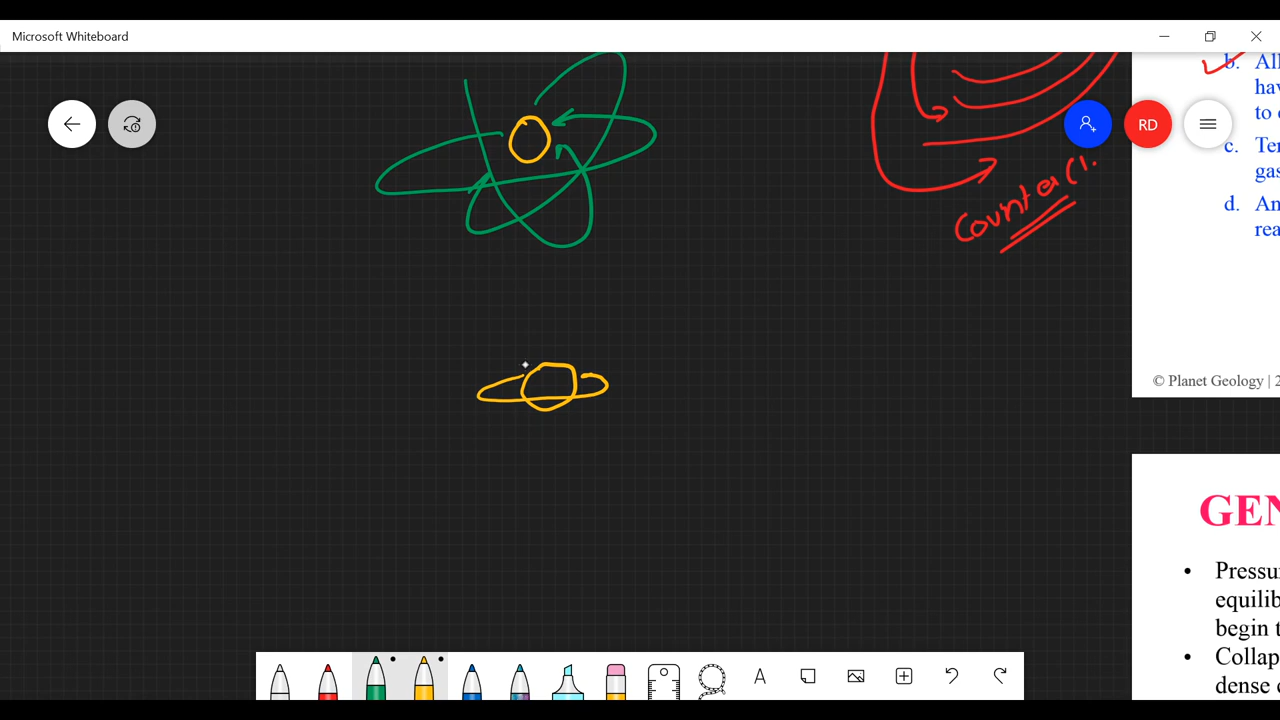 Microsoft Whiteboard
RD
b. All
hav
to
c. Ter
gas
d. An
rea
Counter Cl.
© Planet Geology | 2
GEN
• Pressu
equilib
begin t
• Collap
dense
A